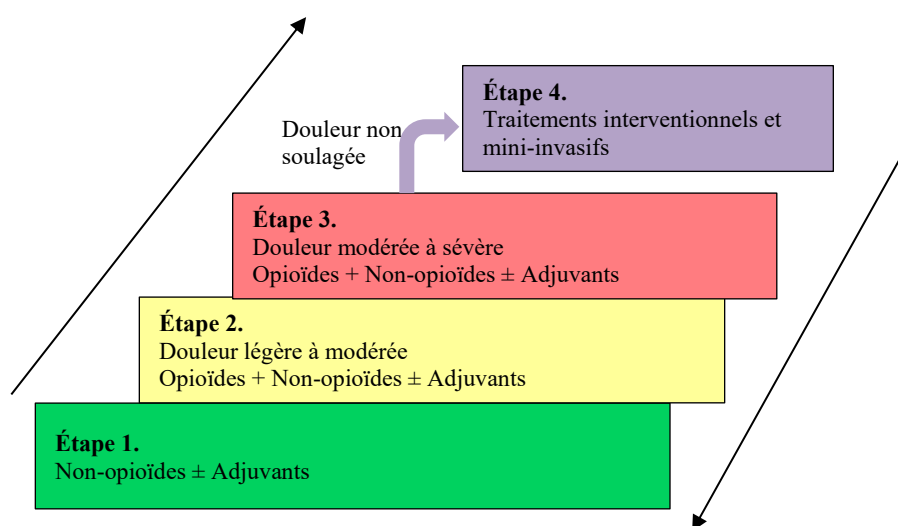 Étape 4.
Traitements interventionnels et
mini-invasifs
Douleur non
soulagée
Étape 3.
Douleur modérée à sévère
Opioïdes + Non-opioïdes ± Adjuvants
Étape 2.
Douleur légère à modérée
Opioïdes + Non-opioïdes ± Adjuvants
Étape 1.
Non-opioïdes ± Adjuvants